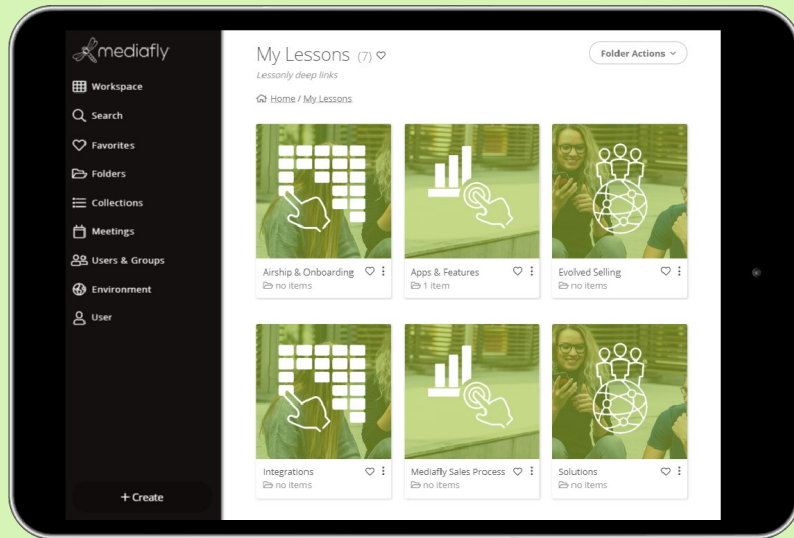 mediafly
Workspace
Search
Favorites
Folders
Collections
Meetings
Users & Groups
Environment
User
+ Create
My Lessons (7)
Folder Actions
Lessonly deep links
Home / My Lessons
Airship & Onboarding
no items
Apps & Features
1 item
Evolved Selling
no items
Integrations
no items
Mediafly Sales Process
no items
Solutions
no items